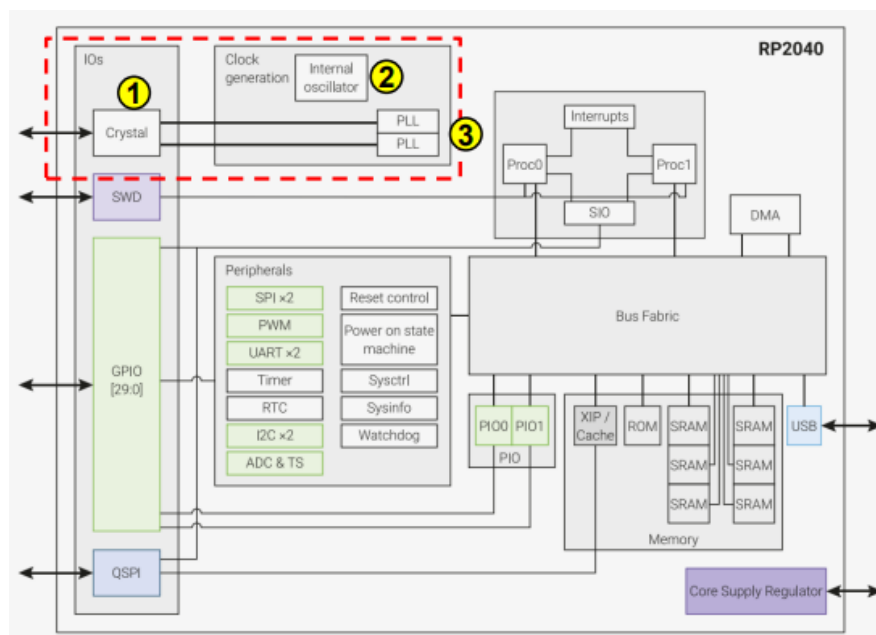 RP2040
IOs
Clock
generation
Internal
oscillator
1
2
3
Crystal
PLL
PLL
SWD
Interrupts
Proc0
Proc1
SIO
DMA
GPIO
[29:0]
Peripherals
SPI ×2
PWM
UART ×2
Timer
RTC
I2C ×2
ADC & TS
Reset control
Power on state
machine
Sysctrl
Sysinfo
Watchdog
Bus Fabric
PIO0
PIO1
PIO
XIP /
Cache
ROM
SRAM
SRAM
SRAM
SRAM
SRAM
SRAM
Memory
USB
QSPI
Core Supply Regulator